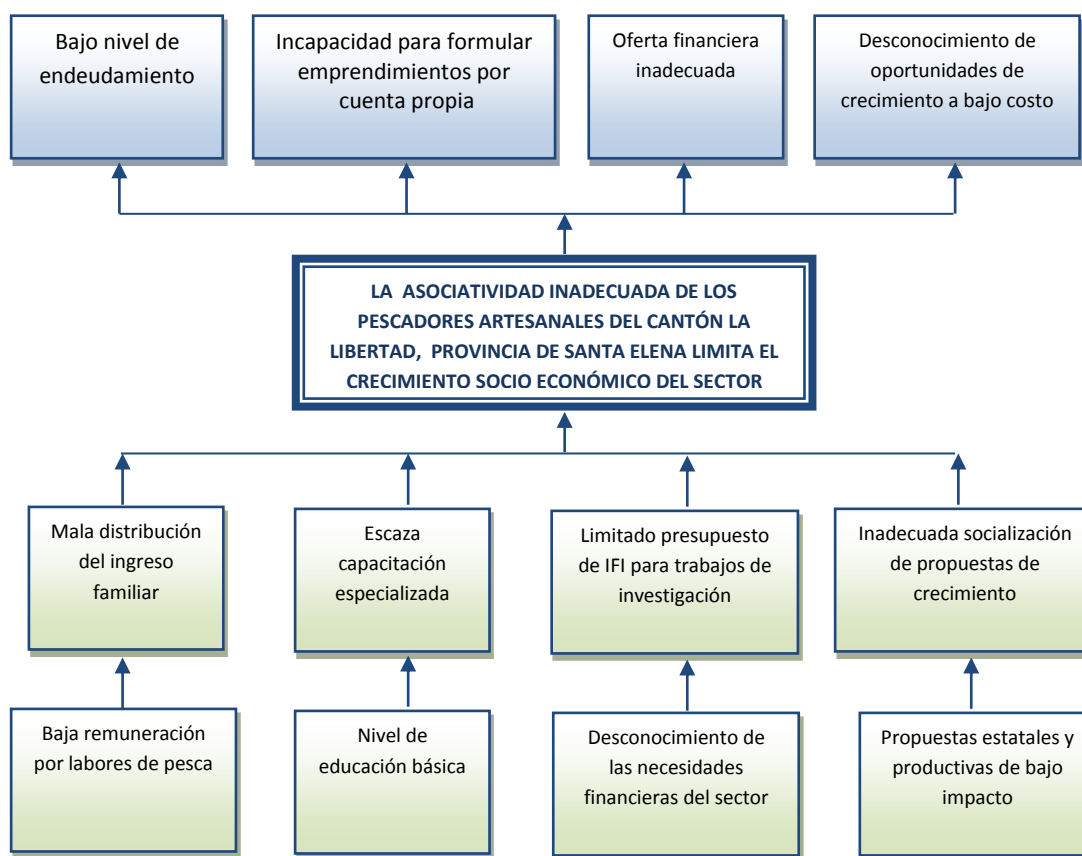 Bajo nivel de
endeudamiento
Incapacidad para formular
emprendimientos por
cuenta propia
Oferta financiera
inadecuada
Desconocimiento de
oportunidades de
crecimiento a bajo costo
LA ASOCIATIVIDAD INADECUADA DE LOS
PESCADORES ARTESANALES DEL CANTÓN LA
LIBERTAD, PROVINCIA DE SANTA ELENA LIMITA EL
CRECIMIENTO SOCIO ECONÓMICO DEL SECTOR
Mala distribución
del ingreso
familiar
Escaza
capacitación
especializada
Limitado presupuesto
de IFI para trabajos de
investigación
Inadecuada socialización
de propuestas de
crecimiento
Baja remuneración
por labores de pesca
Nivel de
educación básica
Desconocimiento de
las necesidades
financieras del sector
Propuestas estatales y
productivas de bajo
impacto